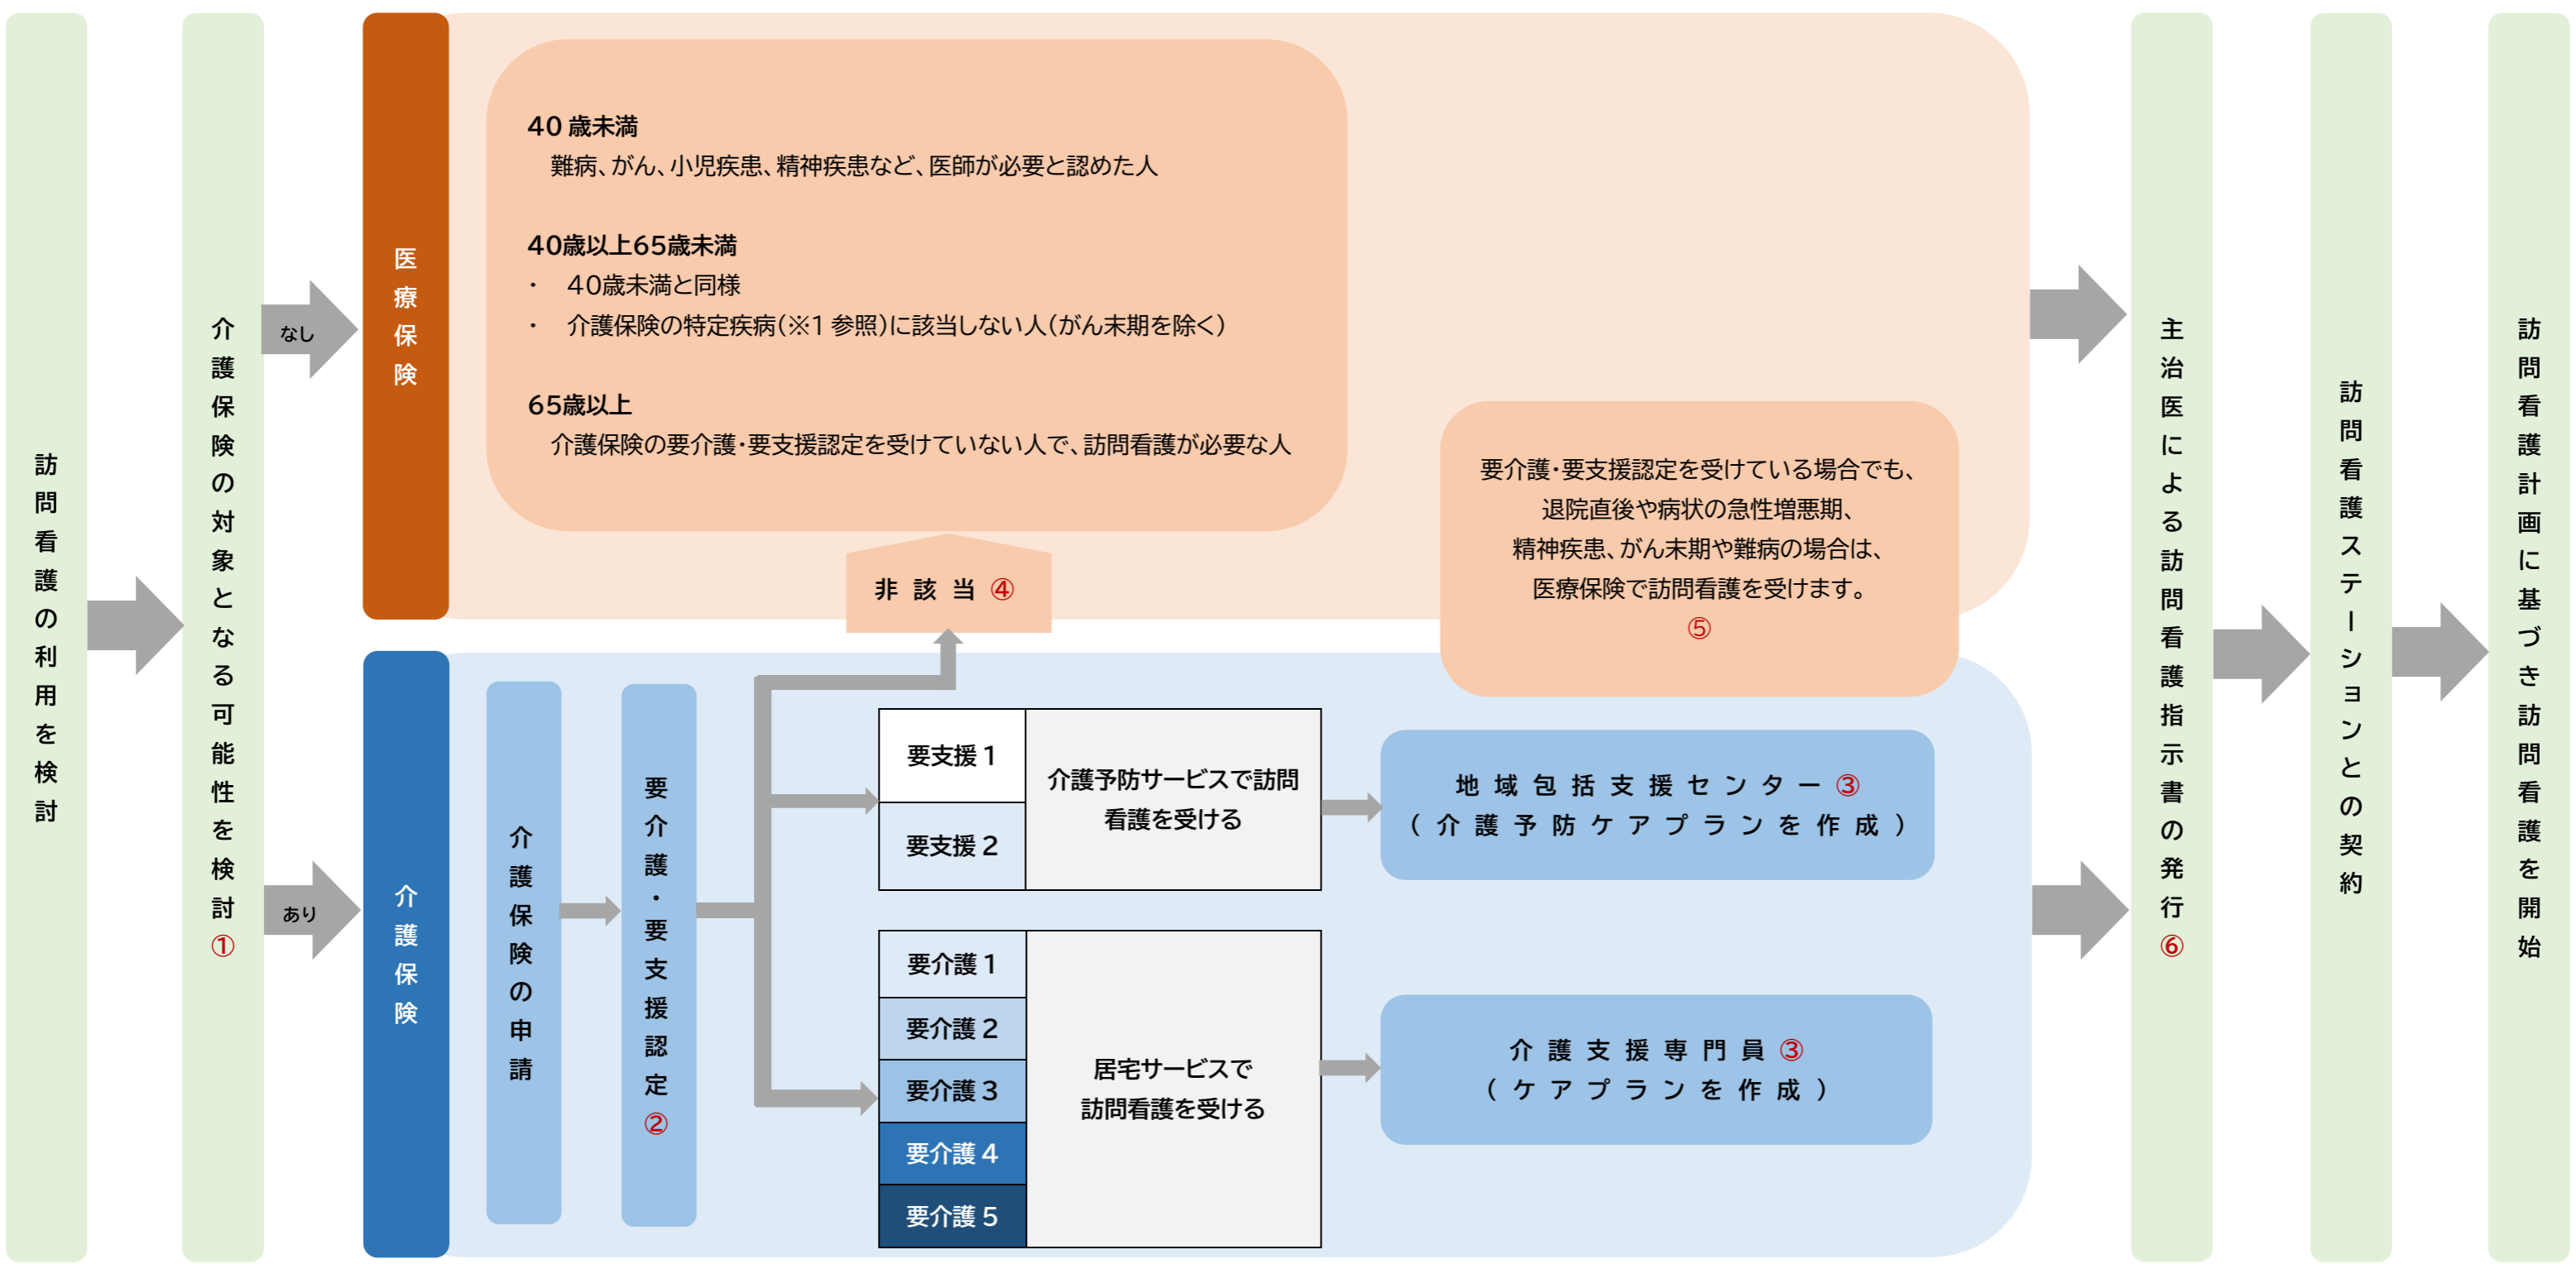 訪問看護の利用を検討
介護保険の対象となる可能性を検討①
なし
あり
医療保険
40歳未満
難病、がん、小児疾患、精神疾患など、医師が必要と認めた人
40歳以上65歳未満
・ 40歳未満と同様
・ 介護保険の特定疾病(※1参照)に該当しない人(がん末期を除く)
65歳以上
介護保険の要介護・要支援認定を受けていない人で、訪問看護が必要な人
非該当④
要介護・要支援認定を受けている場合でも、
退院直後や病状の急性増悪期、
精神疾患、がん末期や難病の場合は、
医療保険で訪問看護を受けます。
⑤
介護保険
介護保険の申請
要介護・要支援認定②
要支援1
要支援2
介護予防サービスで訪問
看護を受ける
地域包括支援センター③
(介護予防ケアプランを作成)
要介護1
要介護2
要介護3
要介護4
要介護5
居宅サービスで
訪問看護を受ける
介護支援専門員③
(ケアプランを作成)
主治医による訪問看護指示書の発行⑥
訪問看護ステーションとの契約
訪問看護計画に基づき訪問看護を開始